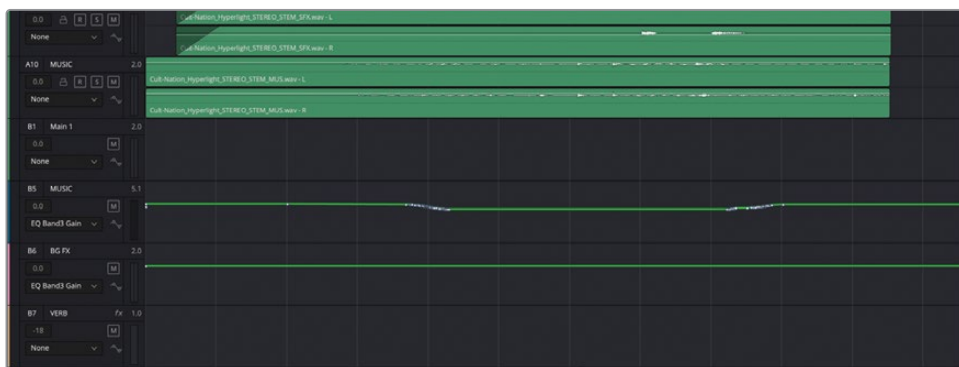 0.0 R S M
None
Cult-Nation_Hyperlight_STEREO_STEM_SFX.wav - L
Cult-Nation_Hyperlight_STEREO_STEM_SFX.wav - R
A10 MUSIC 2.0
0.0 R S M
None
Cult-Nation_Hyperlight_STEREO_STEM_MUS.wav - L
Cult-Nation_Hyperlight_STEREO_STEM_MUS.wav - R
B1 Main 1 2.0
0.0 M
None
B5 MUSIC 5.1
0.0 M
EQ Band3 Gain
B6 BG FX 2.0
0.0 M
EQ Band3 Gain
B7 VERB fx 1.0
-18 M
None